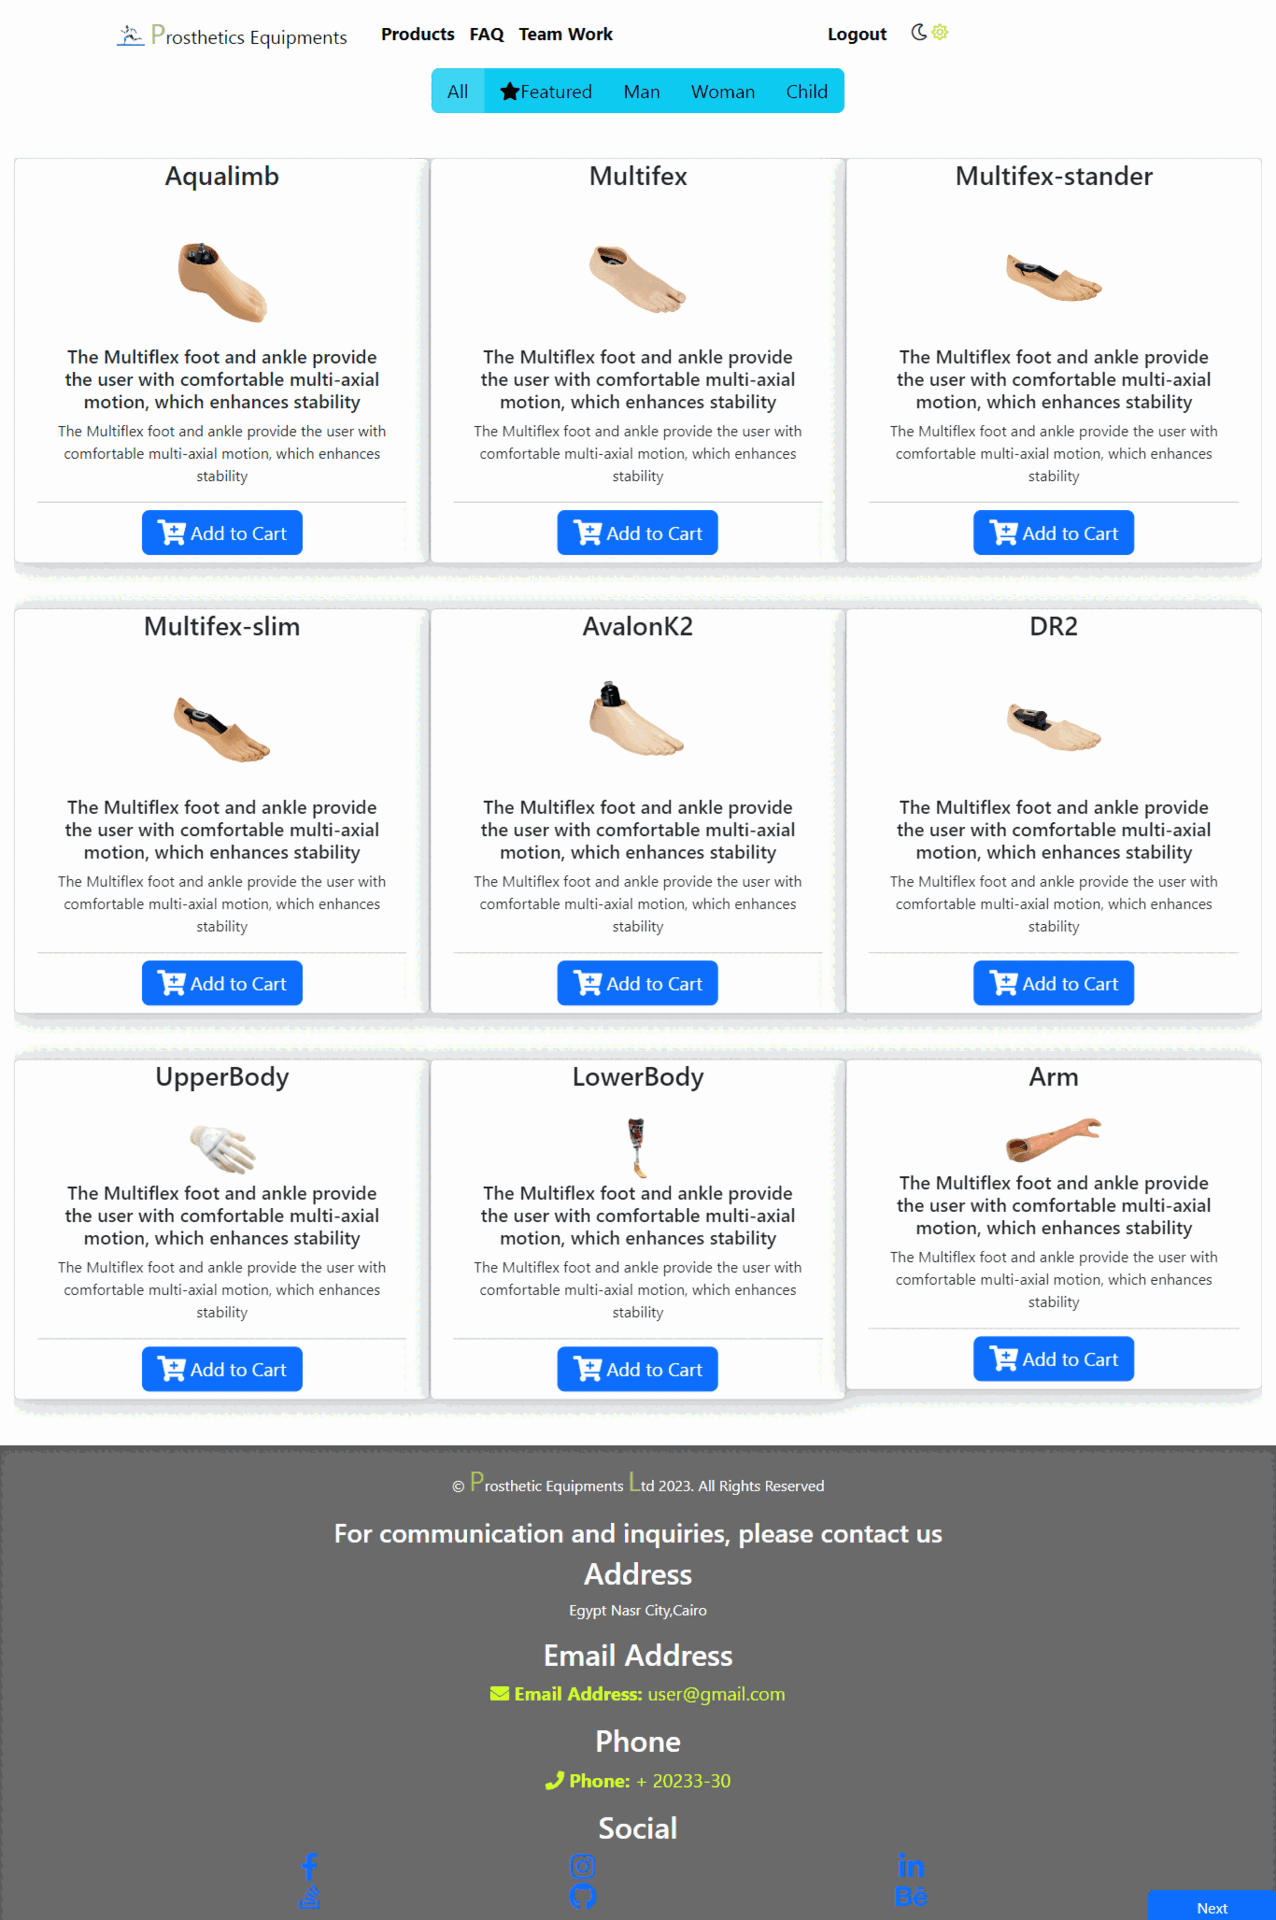 Prosthetics Equipments Products FAQ Team Work Logout
All Featured Man Woman Child
Aqualimb
The Multiflex foot and ankle provide
the user with comfortable multi-axial
motion, which enhances stability
The Multiflex foot and ankle provide the user with
comfortable multi-axial motion, which enhances
stability
Add to Cart
Multifex
The Multiflex foot and ankle provide
the user with comfortable multi-axial
motion, which enhances stability
The Multiflex foot and ankle provide the user with
comfortable multi-axial motion, which enhances
stability
Add to Cart
Multifex-stander
The Multiflex foot and ankle provide
the user with comfortable multi-axial
motion, which enhances stability
The Multiflex foot and ankle provide the user with
comfortable multi-axial motion, which enhances
stability
Add to Cart
Multifex-slim
The Multiflex foot and ankle provide
the user with comfortable multi-axial
motion, which enhances stability
The Multiflex foot and ankle provide the user with
comfortable multi-axial motion, which enhances
stability
Add to Cart
AvalonK2
The Multiflex foot and ankle provide
the user with comfortable multi-axial
motion, which enhances stability
The Multiflex foot and ankle provide the user with
comfortable multi-axial motion, which enhances
stability
Add to Cart
DR2
The Multiflex foot and ankle provide
the user with comfortable multi-axial
motion, which enhances stability
The Multiflex foot and ankle provide the user with
comfortable multi-axial motion, which enhances
stability
Add to Cart
UpperBody
The Multiflex foot and ankle provide
the user with comfortable multi-axial
motion, which enhances stability
The Multiflex foot and ankle provide the user with
comfortable multi-axial motion, which enhances
stability
Add to Cart
LowerBody
The Multiflex foot and ankle provide
the user with comfortable multi-axial
motion, which enhances stability
The Multiflex foot and ankle provide the user with
comfortable multi-axial motion, which enhances
stability
Add to Cart
Arm
The Multiflex foot and ankle provide
the user with comfortable multi-axial
motion, which enhances stability
The Multiflex foot and ankle provide the user with
comfortable multi-axial motion, which enhances
stability
Add to Cart
© Prosthetic Equipments Ltd 2023. All Rights Reserved
For communication and inquiries, please contact us
Address
Egypt Nasr City,Cairo
Email Address
Email Address: user@gmail.com
Phone
Phone: + 20233-30
Social
Next